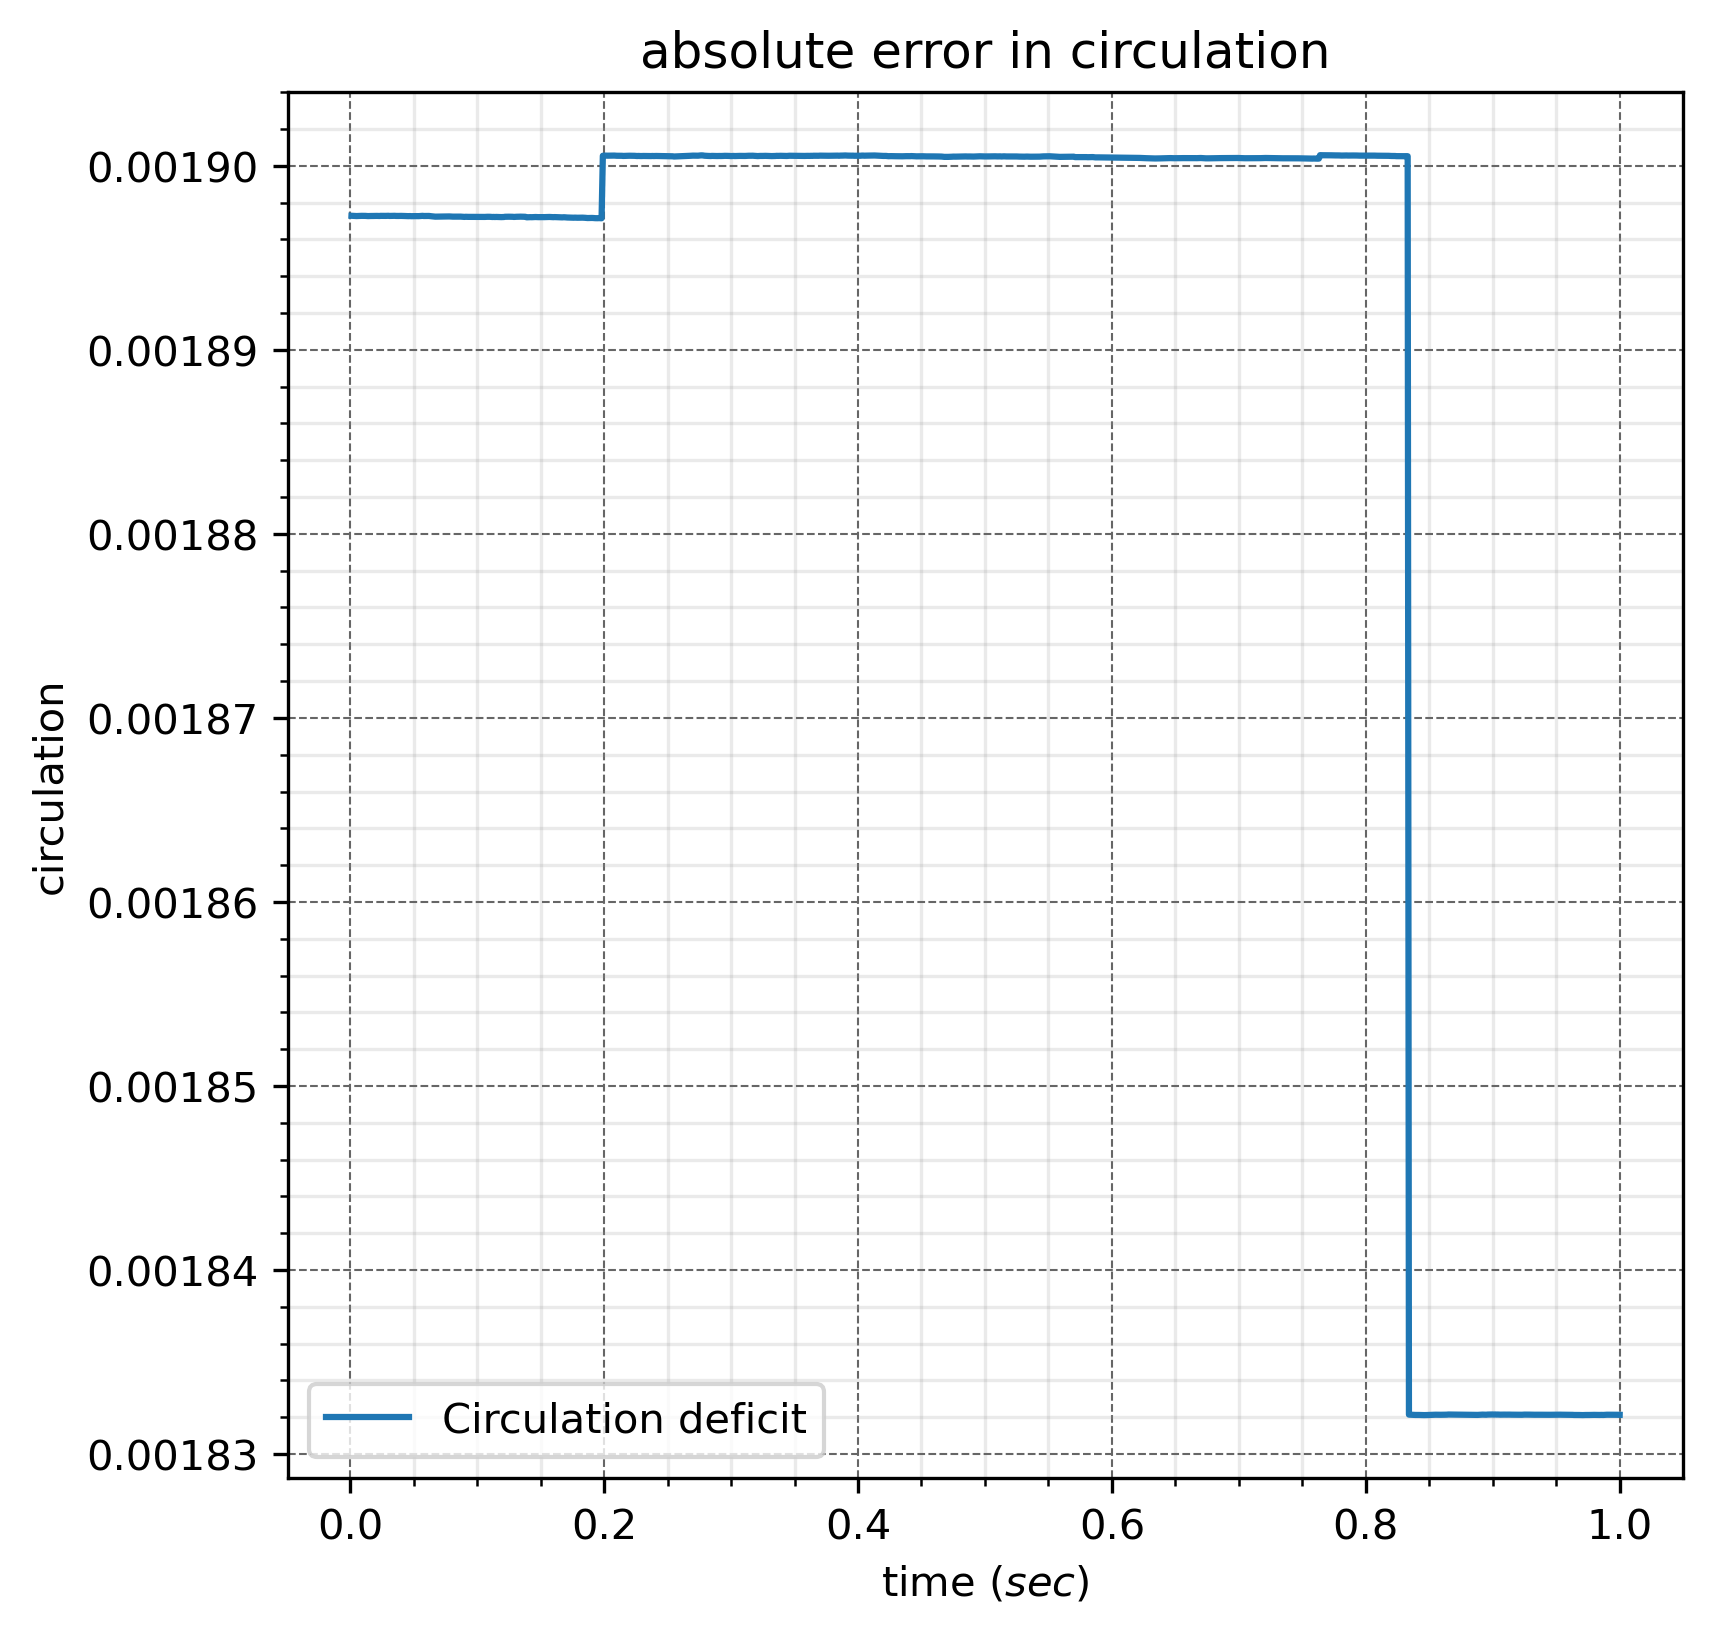 absolute error in circulation
0.00190
0.00189
0.00188
0.00187
0.00186
0.00185
0.00184
0.00183
circulation
Circulation deficit
0.0 0.2 0.4 0.6 0.8 1.0
time (sec)